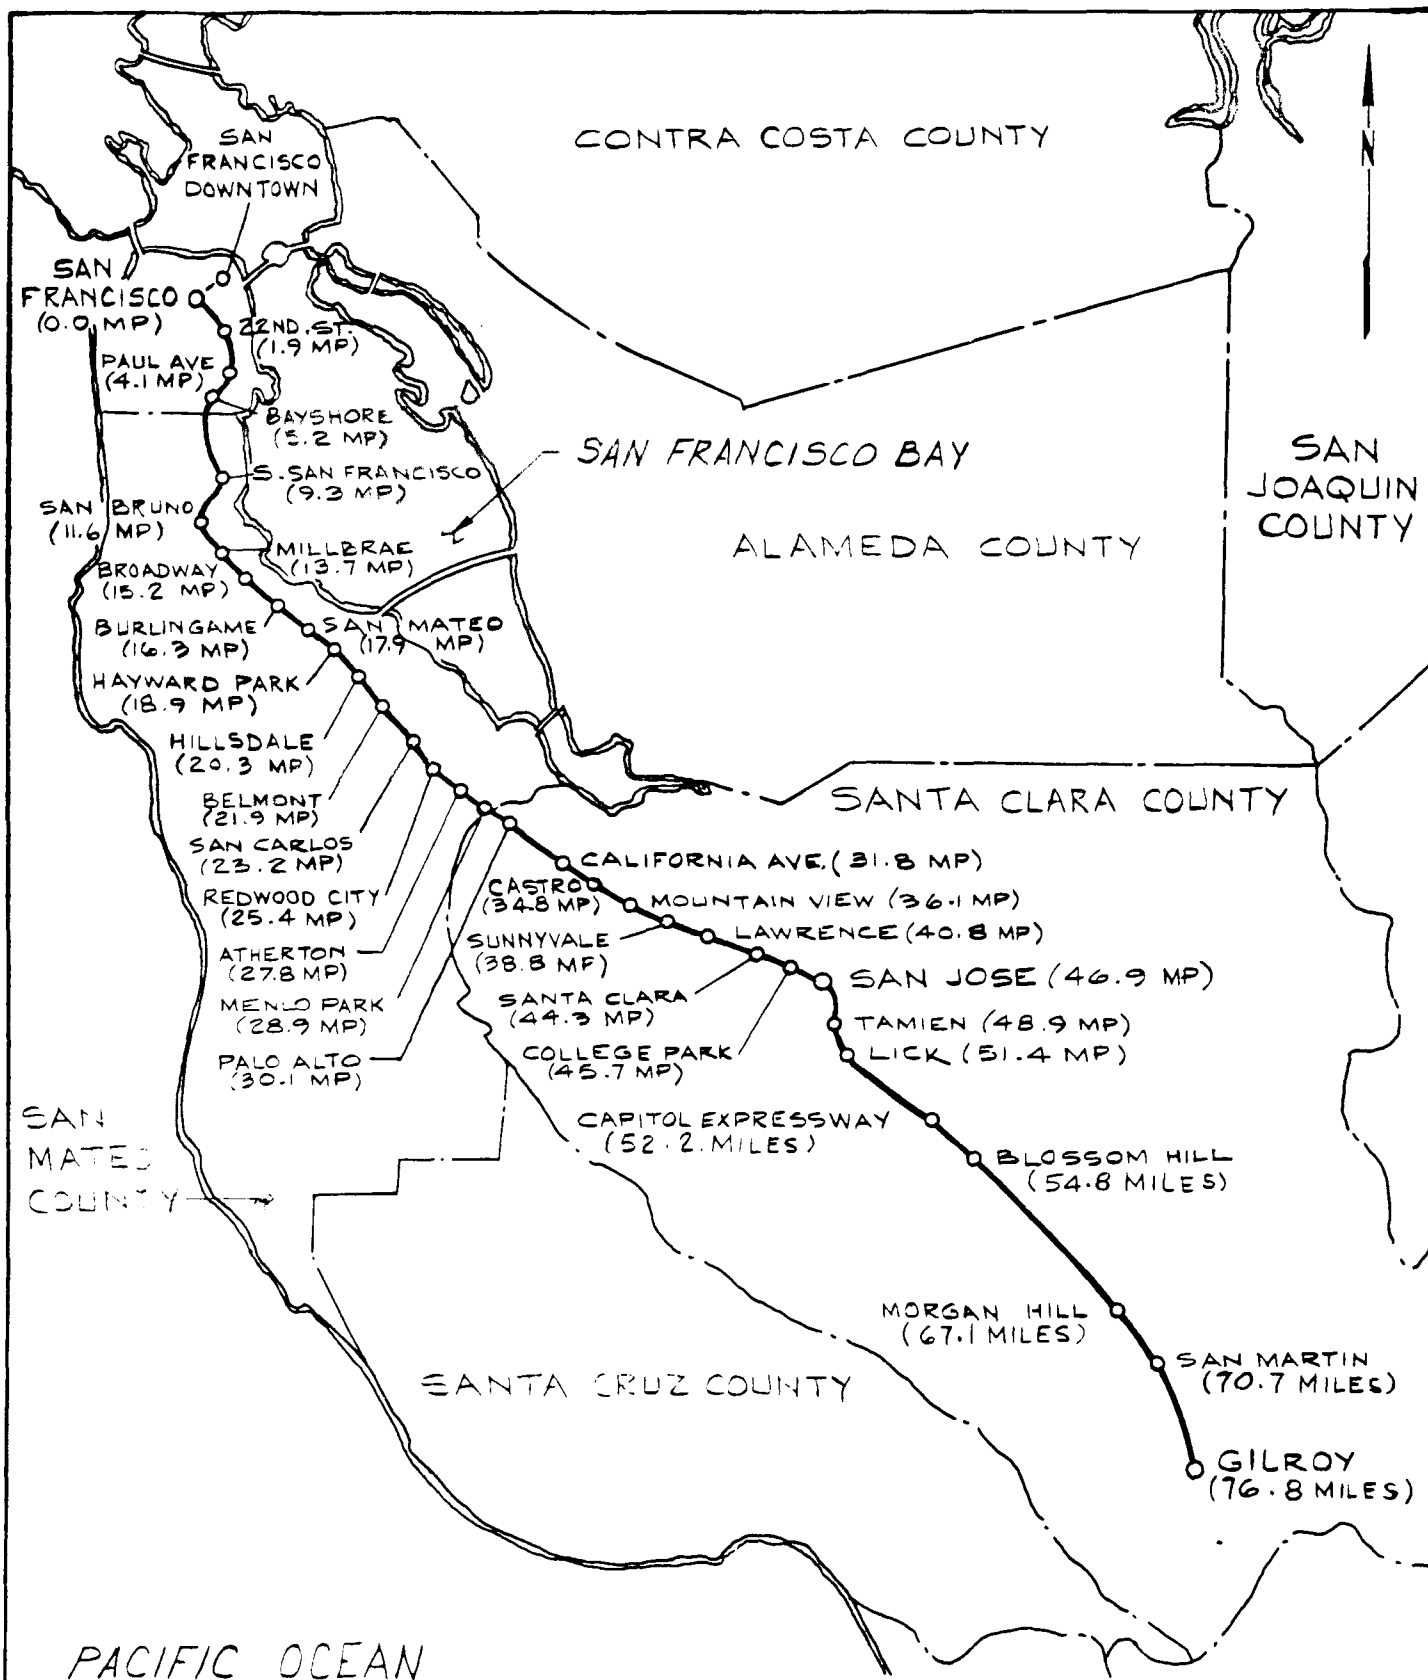 CONTRA COSTA COUNTY
N
SAN
FRANCISCO
DOWNTOWN
SAN
FRANCISCO
(0.0 MP)
22ND. ST.
(1.9 MP)
PAUL AVE
(4.1 MP)
BAYSHORE
(5.2 MP)
SAN FRANCISCO BAY
SAN
JOAQUIN
COUNTY
S. SAN FRANCISCO
(9.3 MP)
SAN BRUNO
(11.6 MP)
ALAMEDA COUNTY
MILLBRAE
(13.7 MP)
BROADWAY
(15.2 MP)
BURLINGAME
(16.3 MP)
SAN MATEO
(17.9 MP)
HAYWARD PARK
(18.9 MP)
HILLSDALE
(20.3 MP)
BELMONT
(21.9 MP)
SANTA CLARA COUNTY
SAN CARLOS
(23.2 MP)
CALIFORNIA AVE. (31.8 MP)
REDWOOD CITY
(25.4 MP)
CASTRO
(34.8 MP)
MOUNTAIN VIEW (36.1 MP)
ATHERTON
(27.8 MP)
SUNNYVALE
(38.8 MP)
LAWRENCE (40.8 MP)
SAN JOSE (46.9 MP)
MENLO PARK
(28.9 MP)
SANTA CLARA
(44.3 MP)
TAMIEN (48.9 MP)
PALO ALTO
(30.1 MP)
COLLEGE PARK
(45.7 MP)
LICK (51.4 MP)
SAN
MATEO
COUNTY
CAPITOL EXPRESSWAY
(52.2. MILES)
BLOSSOM HILL
(54.8 MILES)
MORGAN HILL
(67.1 MILES)
SAN MARTIN
(70.7 MILES)
SANTA CRUZ COUNTY
GILROY
(76.8 MILES)
PACIFIC OCEAN